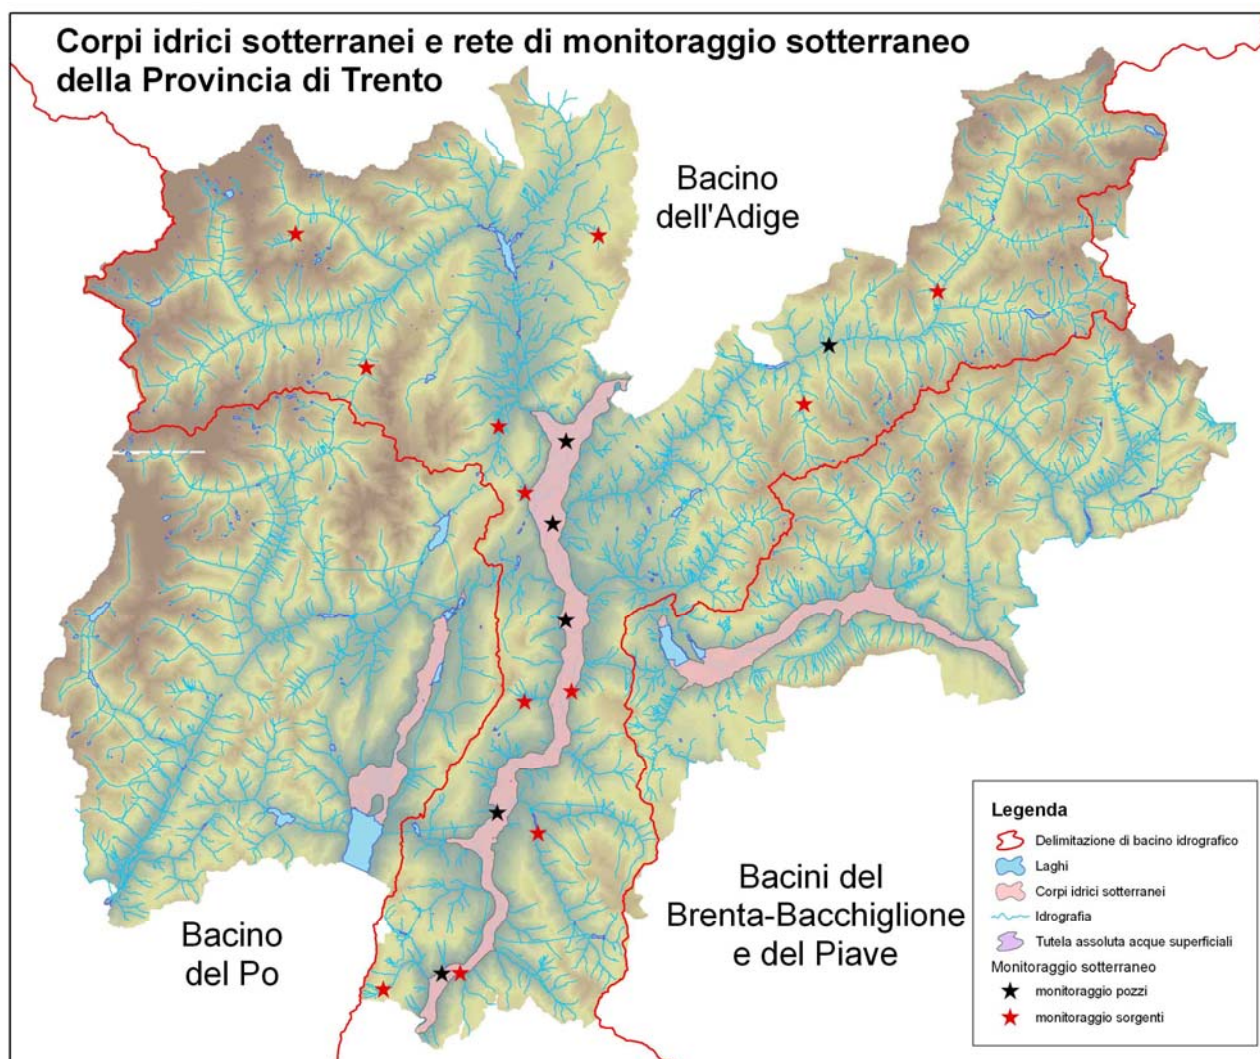 Corpi idrici sotterranei e rete di monitoraggio sotterraneo
della Provincia di Trento
Bacino
dell'Adige
Bacino
del Po
Bacini del
Brenta-Bacchiglione
e del Piave
Legenda
Delimitazione di bacino idrografico
Laghi
Corpi idrici sotterranei
Idrografia
Tutela assoluta acque superficiali
Monitoraggio sotterraneo
monitoraggio pozzi
monitoraggio sorgenti